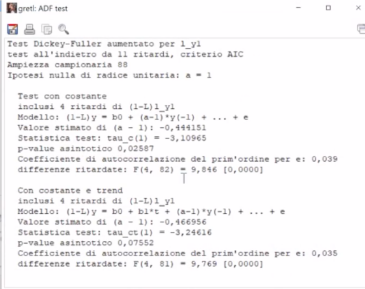 gretl: ADF test
Test Dickey-Fuller aumentato per l_y1
test all'indietro da 11 ritardi, criterio AIC
Ampiezza campionaria 88
Ipotesi nulla di radice unitaria: a = 1
Test con costante
inclusi 4 ritardi di (1-L)l_y1
Modello: (1-L)y = b0 + (a-1)*y(-1) + ... + e
Valore stimato di (a - 1): -0,444151
Statistica test: tau_c(1) = -3,10965
p-value asintotico 0,02587
Coefficiente di autocorrelazione del prim'ordine per e: 0,039
differenze ritardate: F(4, 82) = 9,846 [0,0000]
Con costante e trend
inclusi 4 ritardi di (1-L)l_y1
Modello: (1-L)y = b0 + b1*t + (a-1)*y(-1) + ... + e
Valore stimato di (a - 1): -0,466956
Statistica test: tau_ct(1) = -3,24616
p-value asintotico 0,07552
Coefficiente di autocorrelazione del prim'ordine per e: 0,035
differenze ritardate: F(4, 81) = 9,769 [0,0000]